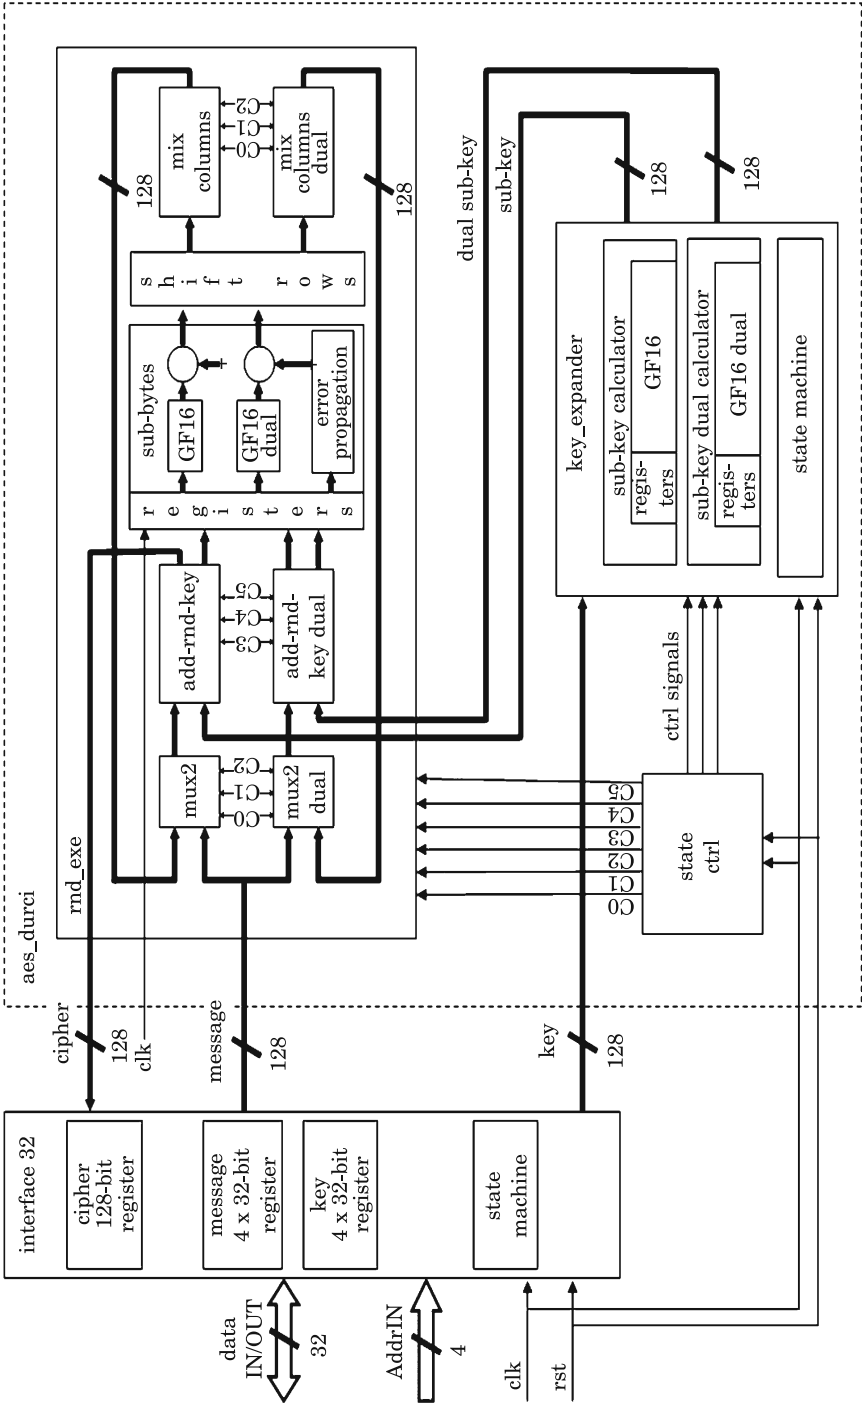 aes_durci
rnd_exe
interface 32
cipher
128-bit
register
message
4 x 32-bit
register
key
4 x 32-bit
register
state
machine
data
IN/OUT
32
AddrIN
4
clk
rst
cipher
128
clk
message
128
key
128
mux2
C0
C1
C2
mux2
dual
add-rnd-key
C3
C4
C5
add-rnd-
key dual
registers
sub-bytes
GF16
+
GF16
dual
+
error
propagation
shift rows
mix
columns
C0
C1
C2
mix
columns
dual
128
128
dual sub-key
sub-key
128
128
key_expander
sub-key calculator
regis-
ters
GF16
sub-key dual calculator
regis-
ters
GF16 dual
state machine
ctrl signals
state
ctrl
C0
C1
C2
C3
C4
C5